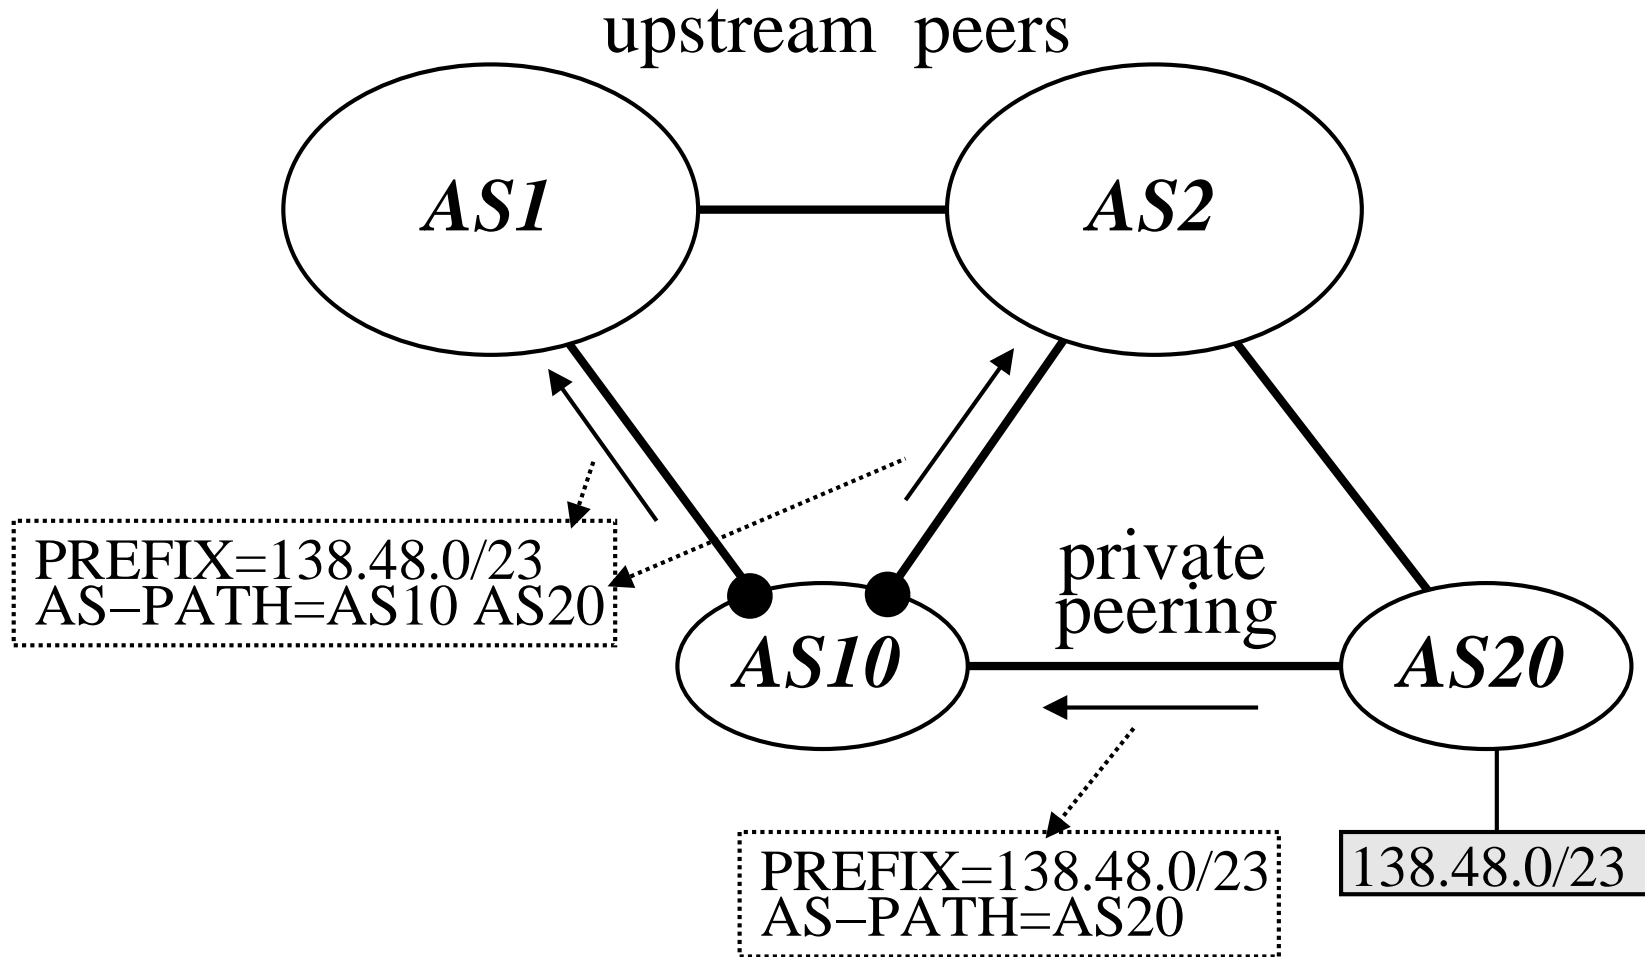 upstream peers
AS1
AS2
PREFIX=138.48.0/23
AS-PATH=AS10 AS20
private
peering
AS10
AS20
PREFIX=138.48.0/23
AS-PATH=AS20
138.48.0/23